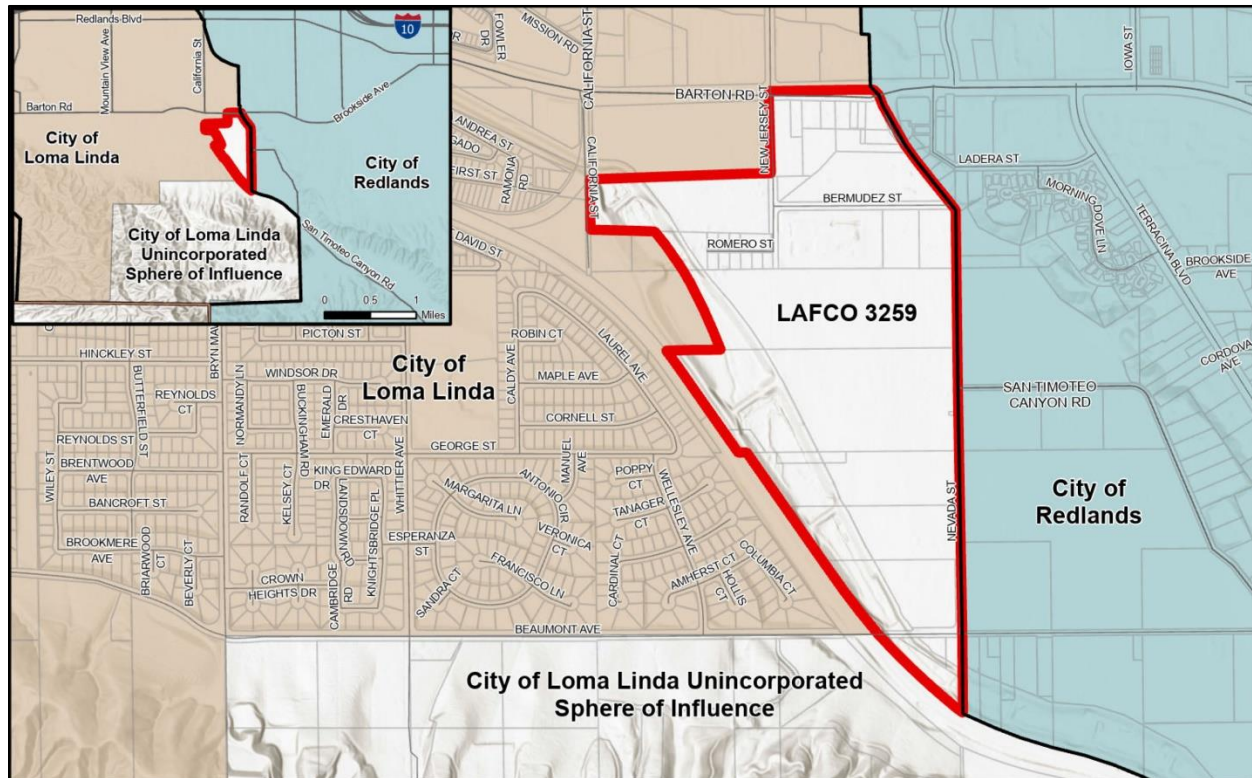 Redlands Blvd
10
Mountain View Ave
California St
Barton Rd
Brookside Ave
City of
Loma Linda
City of
Redlands
City of Loma Linda
Unincorporated
Sphere of Influence
San Timoteo Canyon Rd
0 0.5 1
Miles
FOWLER
DR
MISSION RD
CALIFORNIA ST
BARTON RD
NEW JERSEY ST
IOWA ST
ANDREA ST
FIRST ST
RAMONA
RD
CALIFORNIA ST
LADERA ST
MORNING DOVE LN
TERRACINA BLVD
BROOKSIDE
AVE
BERMUDEZ ST
ROMERO ST
DAVID ST
LAFCO 3259
CORDOVA
AVE
PICTON ST
ROBIN CT
LAUREL AVE
HINCKLEY ST
BUTTERFIELD ST
BRYN MAW
REYNOLDS
CT
NORMANDY LN
WINDSOR DR
BUCKINGHAM RD
EMERALD
DR
CRESTHAVEN
CT
City of
Loma Linda
CALDY AVE
MAPLE AVE
CORNELL ST
SAN TIMOTEO
CANYON RD
REYNOLDS ST
GEORGE ST
MANUEL
AVE
WILEY ST
BRENTWOOD
AVE
BANCROFT ST
RANDOLE CT
KELSEY CT
KING EDWARD
DR
LANDSDOWN
RD
KNIGHTSBRIDGE PL
WHITTIER AVE
MARGARITA LN
ANTONIO CIR
POPPY
CT
WELLESLEY AVE
TANAGER
CT
VERONICA
CT
NEVADA ST
City of
Redlands
BROOKMERE
AVE
BRIARWOOD
CT
BEVERLY CT
ESPERANZA
ST
CROWN
HEIGHTS DR
CAMBRIDGE
RD
SANDRA CT
FRANCISCO LN
CARDINAL CT
AMHERST CT
HOLLIS
CT
COLUMBIA CT
BEAUMONT AVE
City of Loma Linda Unincorporated
Sphere of Influence